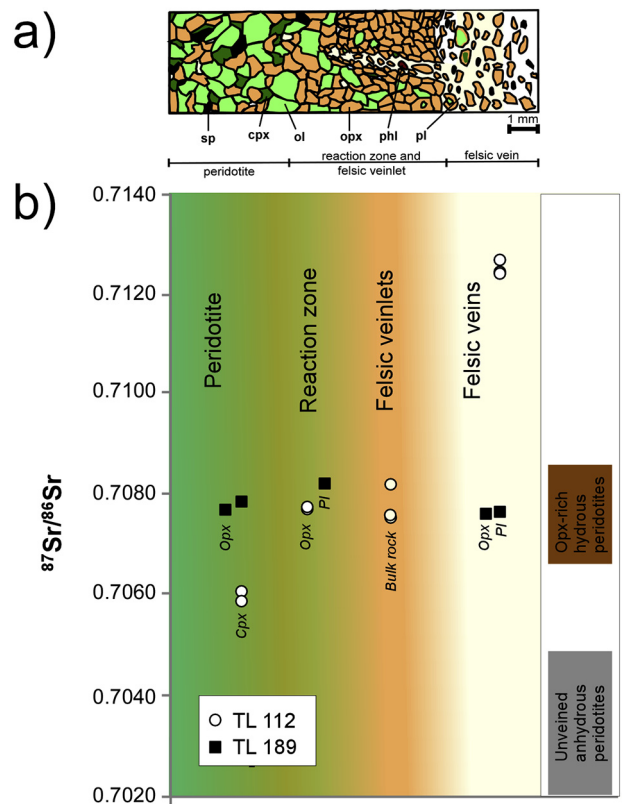 a)
sp
cpx
ol
opx
phl
pl
1 mm
peridotite
reaction zone and
felsic veinlet
felsic vein
b)
0.7140
0.7120
0.7100
0.7080
0.7060
0.7040
0.7020
⁸⁷Sr/⁸⁶Sr
Peridotite
Reaction zone
Felsic veinlets
Felsic veins
Opx
Cpx
Opx
Pl
Bulk rock
Opx
Pl
Opx-rich
hydrous
peridotites
Unveined
anhydrous
peridotites
TL 112
TL 189